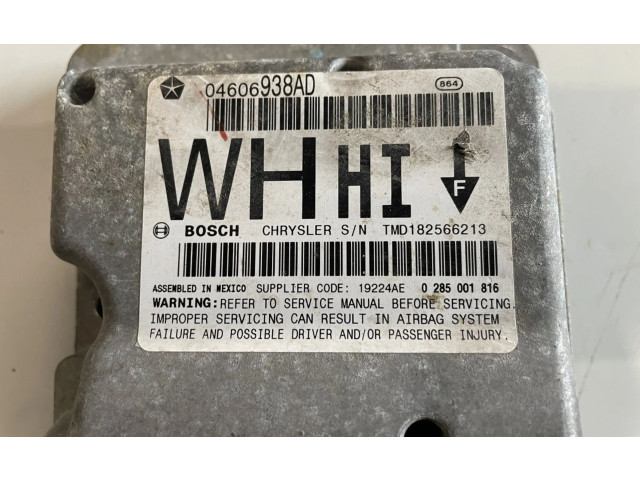 04606938AD 864
WH HI F
BOSCH CHRYSLER S/N TMD182566213
ASSEMBLED IN MEXICO SUPPLIER CODE: 19224AE 0 285 001 816
WARNING: REFER TO SERVICE MANUAL BEFORE SERVICING.
IMPROPER SERVICING CAN RESULT IN AIRBAG SYSTEM
FAILURE AND POSSIBLE DRIVER AND/OR PASSENGER INJURY.